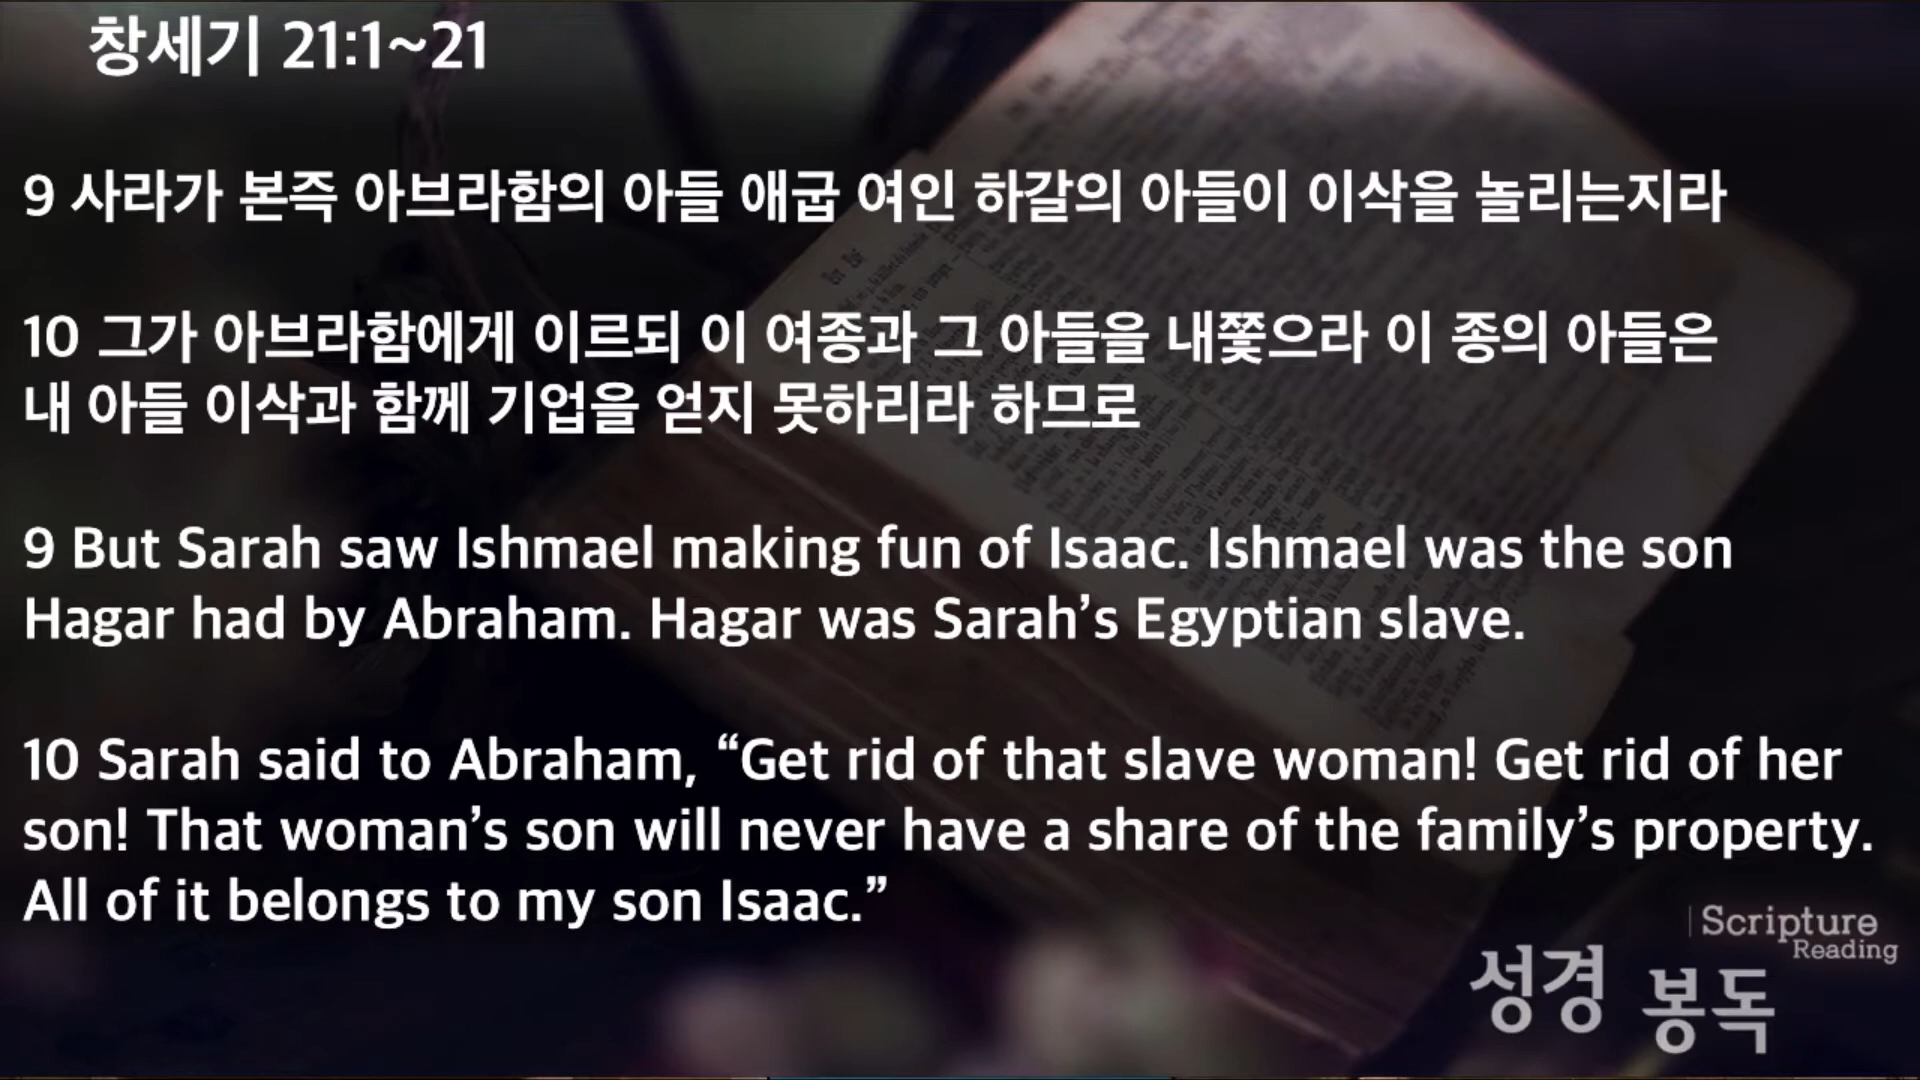 창세기 21:1~21
9 사라가 본즉 아브라함의 아들 애굽 여인 하갈의 아들이 이삭을 놀리는지라
10 그가 아브라함에게 이르되 이 여종과 그 아들을 내쫓으라 이 종의 아들은
내 아들 이삭과 함께 기업을 얻지 못하리라 하므로
9 But Sarah saw Ishmael making fun of Isaac. Ishmael was the son
Hagar had by Abraham. Hagar was Sarah’s Egyptian slave.
10 Sarah said to Abraham, “Get rid of that slave woman! Get rid of her
son! That woman’s son will never have a share of the family’s property.
All of it belongs to my son Isaac.”
Scripture
Reading
성경 봉독